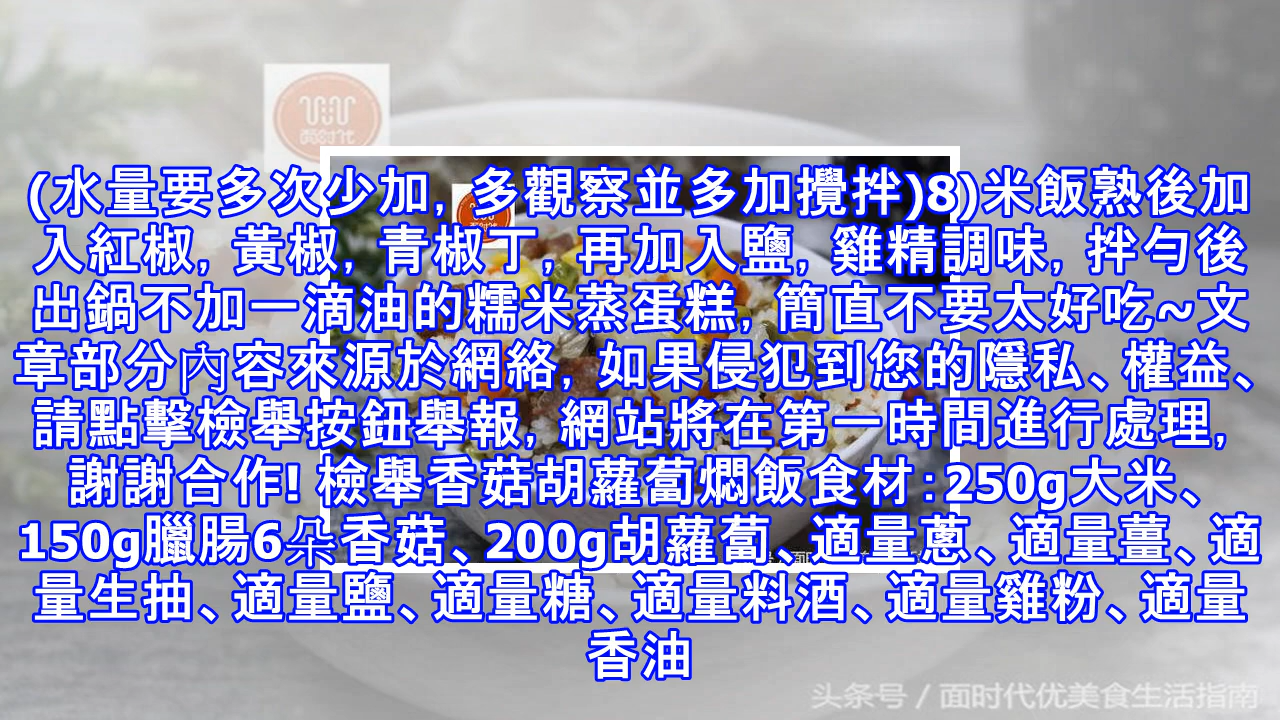 (水量要多次少加, 多觀察並多加攪拌)8)米飯熟後加
入紅椒, 黃椒, 青椒丁, 再加入鹽, 雞精調味, 拌勻後
出鍋不加一滴油的糯米蒸蛋糕, 簡直不要太好吃~文
章部分內容來源於網絡, 如果侵犯到您的隱私、權益、
請點擊檢舉按鈕舉報, 網站將在第一時間進行處理,
謝謝合作! 檢舉香菇胡蘿蔔燜飯食材:250g大米、
150g臘腸6朵香菇、200g胡蘿蔔、適量蔥、適量薑、適
量生抽、適量鹽、適量糖、適量料酒、適量雞粉、適量
香油
头条号 / 面时代优美食生活指南